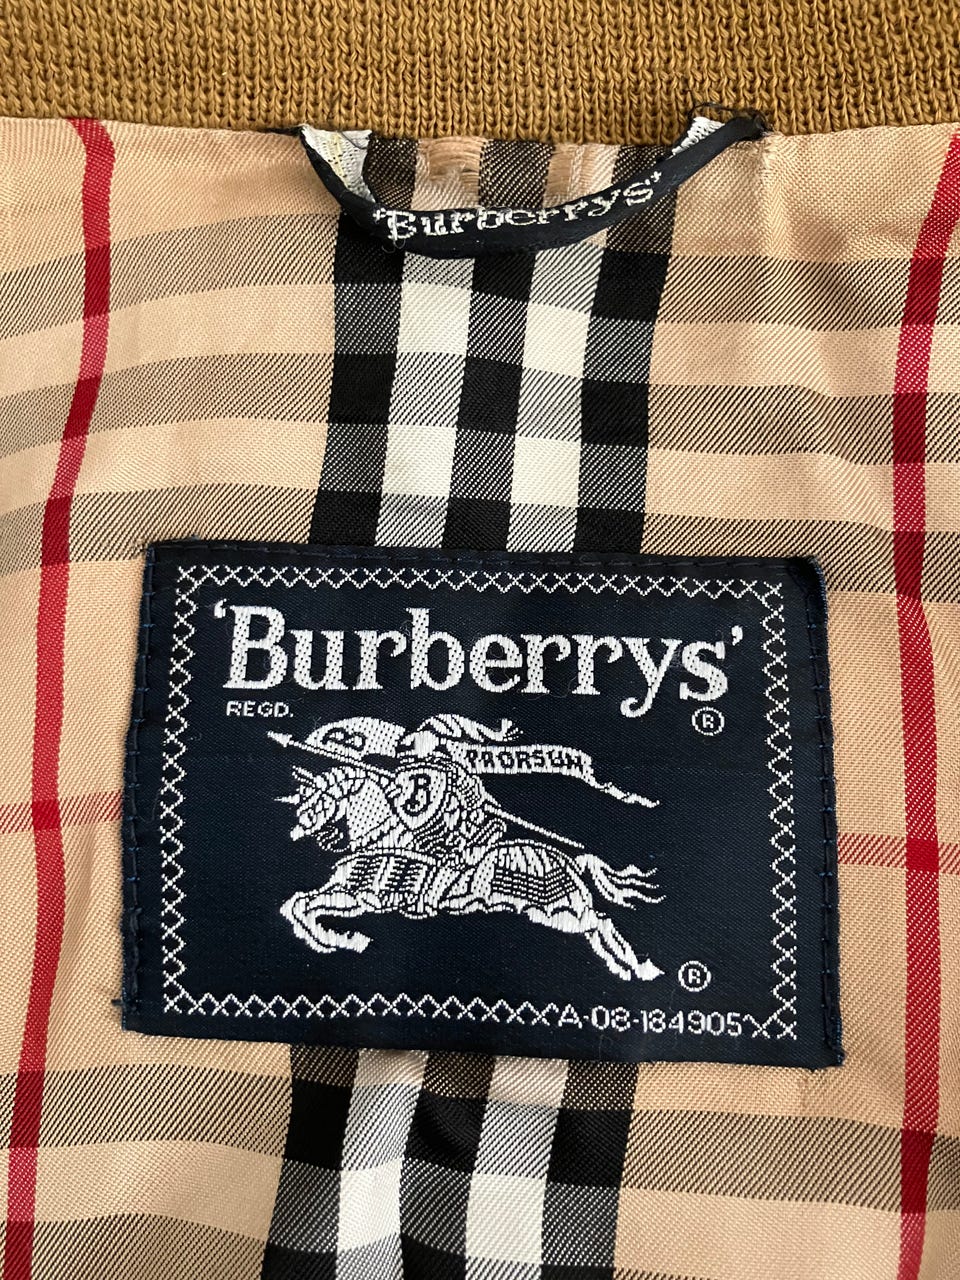 "Burberrys"
'Burberrys'
REGD.
®
B
PRORSUM
B
®
A-08-184905